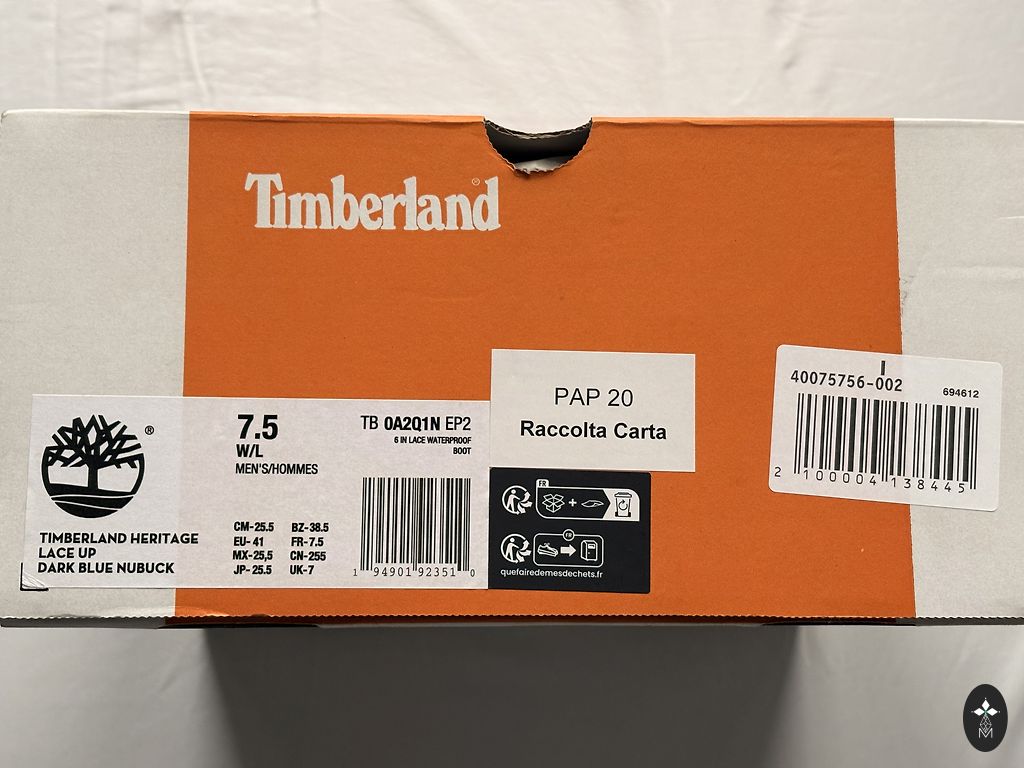 Timberland®
40075756-002
694612
2 100004 138445
PAP 20
Raccolta Carta
®
7.5
W/L
MEN'S/HOMMES
TB 0A2Q1N EP2
6 IN LACE WATERPROOF
BOOT
TIMBERLAND HERITAGE
LACE UP
DARK BLUE NUBUCK
CM-25.5 BZ-38.5
EU- 41 FR-7.5
MX-25,5 CN-255
JP-25.5 UK-7
1 94901 92351 0
FR
+
FR
quefairedemesdechets.fr
M